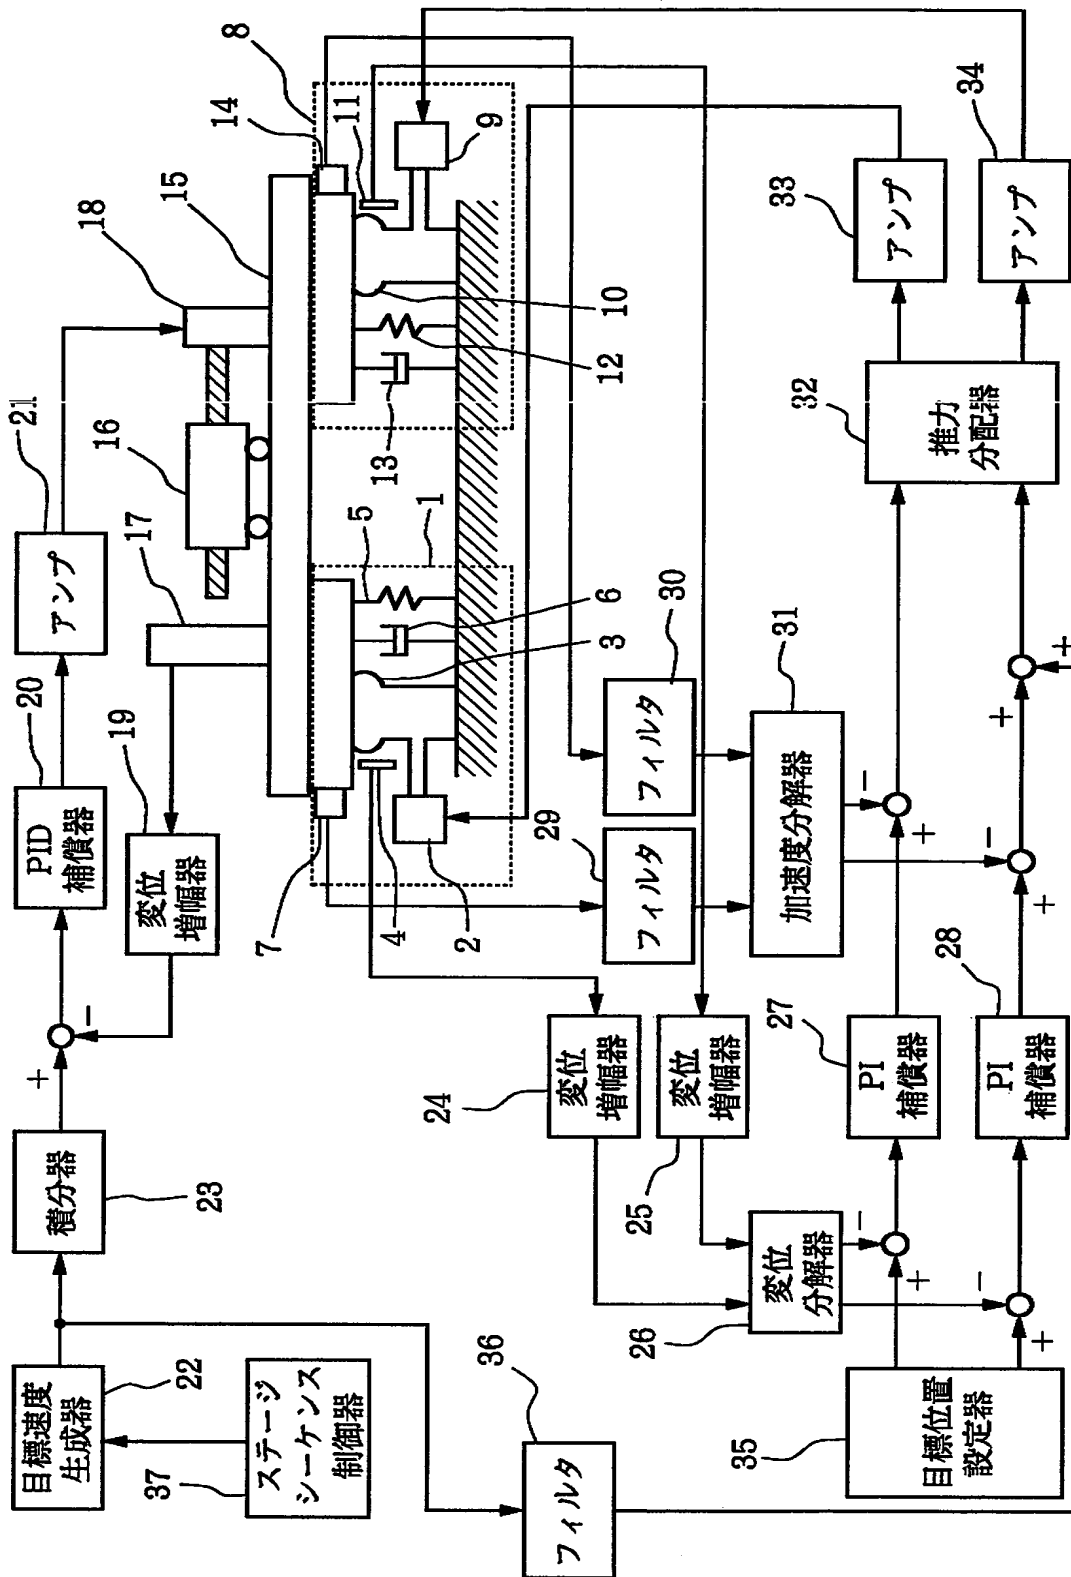 目標速度
生成器
22
ステージ
シーケンス
制御器
37
積分器
23
+
−
PID
補償器
20
変位
増幅器
19
アンプ
21
17
16
18
15
14
8
7
4
2
3
6
5
1
13
12
10
11
9
フィルタ
36
変位
増幅器
24
変位
増幅器
25
変位
分解器
26
フィルタ
29
フィルタ
30
加速度分解器
31
目標位置
設定器
35
+
−
+
−
PI
補償器
27
PI
補償器
28
+
−
+
−
+
+
推力
分配器
32
アンプ
33
アンプ
34